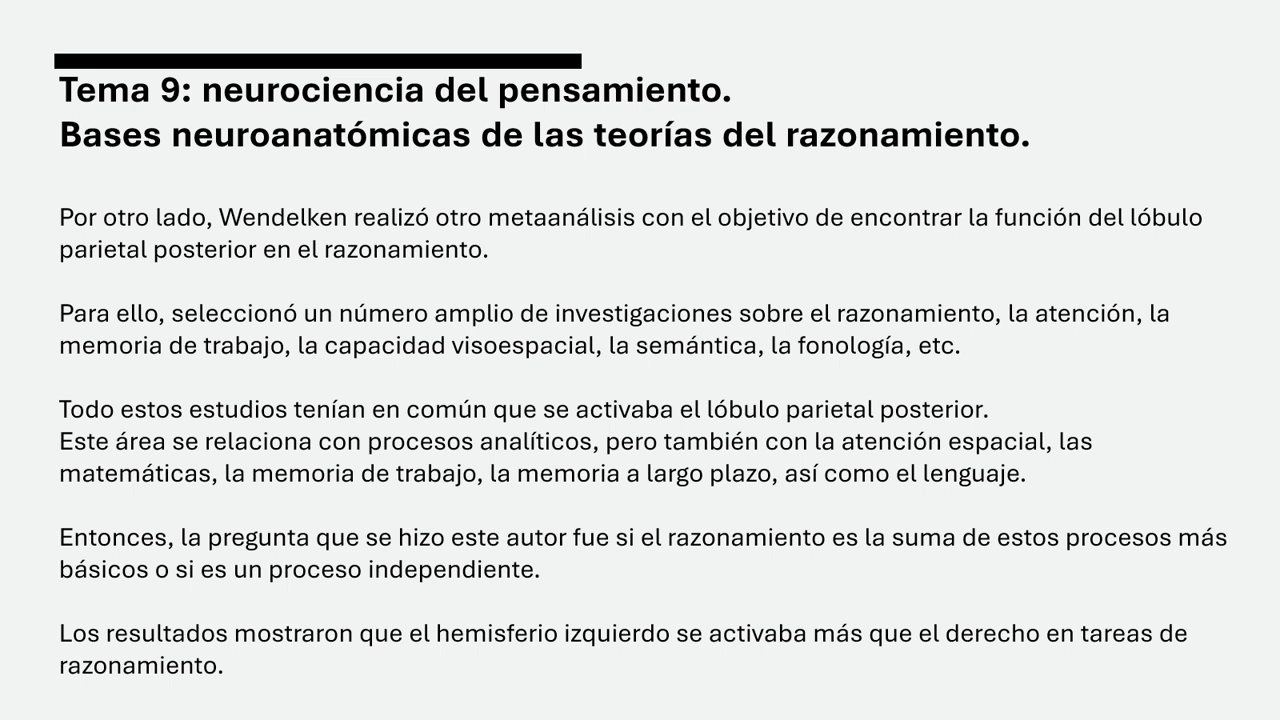 Tema 9: neurociencia del pensamiento.
Bases neuroanatómicas de las teorías del razonamiento.
Por otro lado, Wendelken realizó otro metaanálisis con el objetivo de encontrar la función del lóbulo
parietal posterior en el razonamiento.
Para ello, seleccionó un número amplio de investigaciones sobre el razonamiento, la atención, la
memoria de trabajo, la capacidad visoespacial, la semántica, la fonología, etc.
Todo estos estudios tenían en común que se activaba el lóbulo parietal posterior.
Este área se relaciona con procesos analíticos, pero también con la atención espacial, las
matemáticas, la memoria de trabajo, la memoria a largo plazo, así como el lenguaje.
Entonces, la pregunta que se hizo este autor fue si el razonamiento es la suma de estos procesos más
básicos o si es un proceso independiente.
Los resultados mostraron que el hemisferio izquierdo se activaba más que el derecho en tareas de
razonamiento.